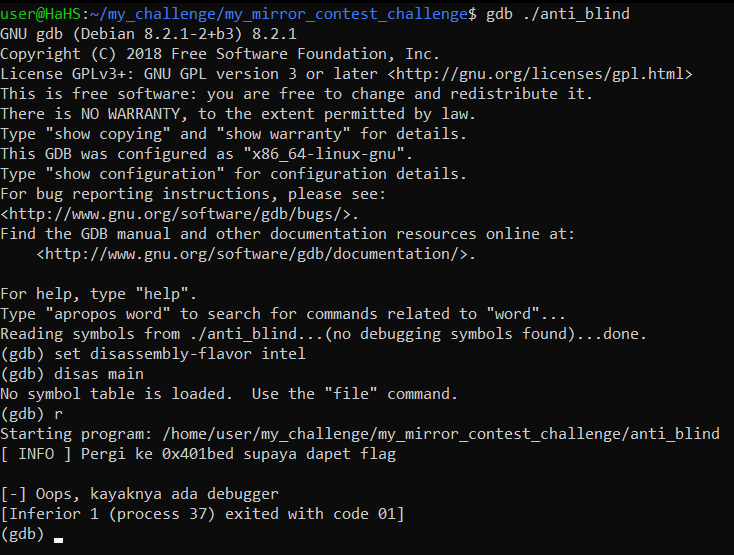 user@HaHS:~/my_challenge/my_mirror_contest_challenge$ gdb ./anti_blind
GNU gdb (Debian 8.2.1-2+b3) 8.2.1
Copyright (C) 2018 Free Software Foundation, Inc.
License GPLv3+: GNU GPL version 3 or later <http://gnu.org/licenses/gpl.html>
This is free software: you are free to change and redistribute it.
There is NO WARRANTY, to the extent permitted by law.
Type "show copying" and "show warranty" for details.
This GDB was configured as "x86_64-linux-gnu".
Type "show configuration" for configuration details.
For bug reporting instructions, please see:
<http://www.gnu.org/software/gdb/bugs/>.
Find the GDB manual and other documentation resources online at:
    <http://www.gnu.org/software/gdb/documentation/>.

For help, type "help".
Type "apropos word" to search for commands related to "word"...
Reading symbols from ./anti_blind...(no debugging symbols found)...done.
(gdb) set disassembly-flavor intel
(gdb) disas main
No symbol table is loaded.  Use the "file" command.
(gdb) r
Starting program: /home/user/my_challenge/my_mirror_contest_challenge/anti_blind
[ INFO ] Pergi ke 0x401bed supaya dapet flag

[-] Oops, kayaknya ada debugger
[Inferior 1 (process 37) exited with code 01]
(gdb)